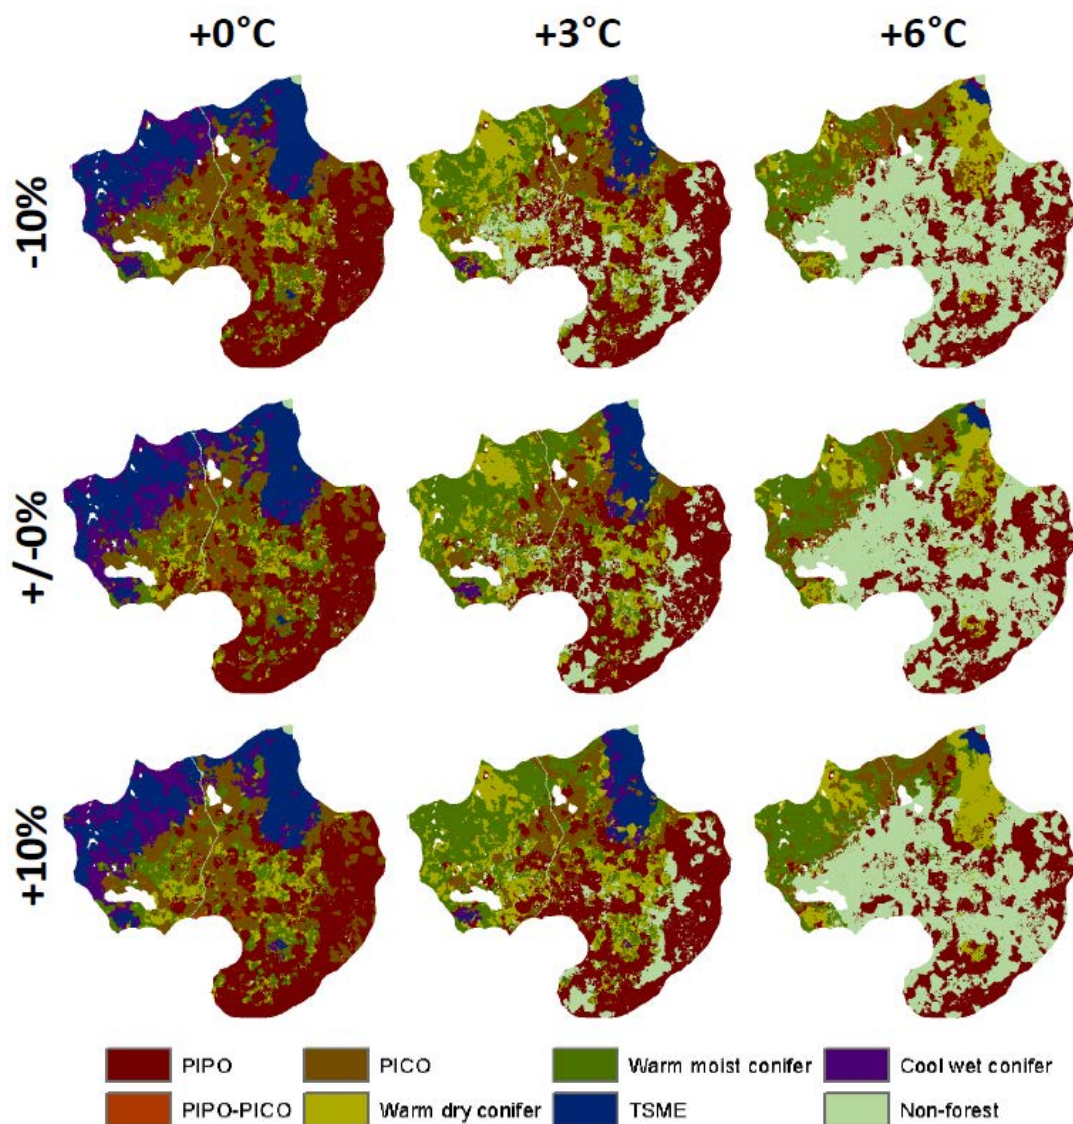 +0°C +3°C +6°C
-10%
+/-0%
+10%
PIPO PICO Warm moist conifer Cool wet conifer
PIPO-PICO Warm dry conifer TSME Non-forest